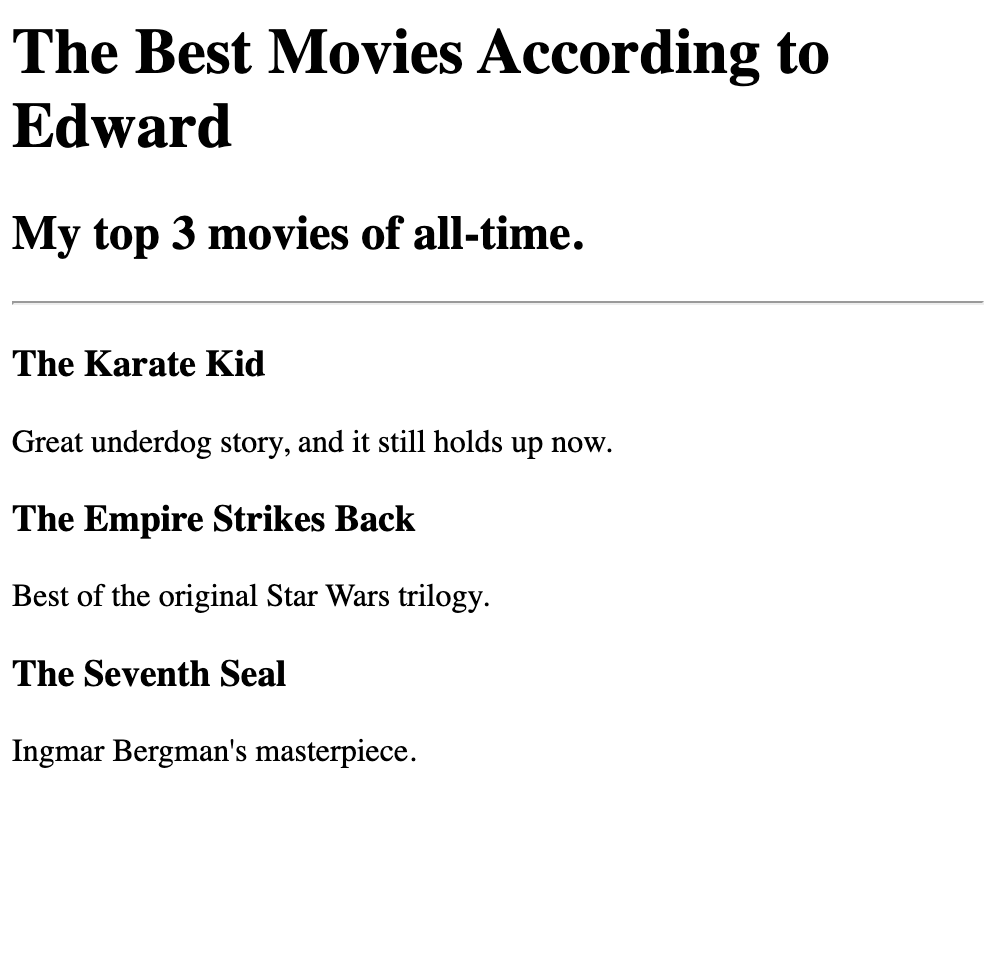 The Best Movies According to
Edward
My top 3 movies of all-time.
The Karate Kid
Great underdog story, and it still holds up now.
The Empire Strikes Back
Best of the original Star Wars trilogy.
The Seventh Seal
Ingmar Bergman's masterpiece.